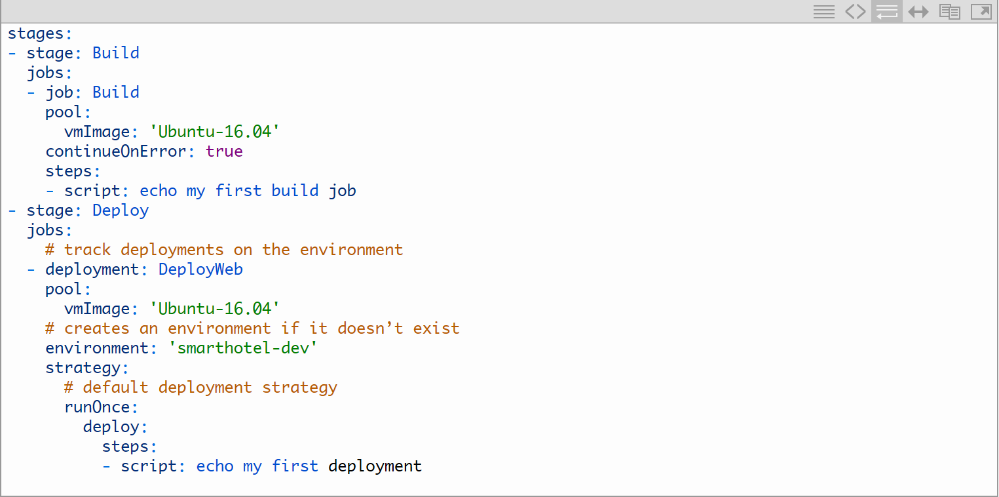 stages:
- stage: Build
  jobs:
  - job: Build
    pool:
      vmImage: 'Ubuntu-16.04'
    continueOnError: true
    steps:
    - script: echo my first build job
- stage: Deploy
  jobs:
    # track deployments on the environment
  - deployment: DeployWeb
    pool:
      vmImage: 'Ubuntu-16.04'
    # creates an environment if it doesn’t exist
    environment: 'smarthotel-dev'
    strategy:
      # default deployment strategy
      runOnce:
        deploy:
          steps:
          - script: echo my first deployment